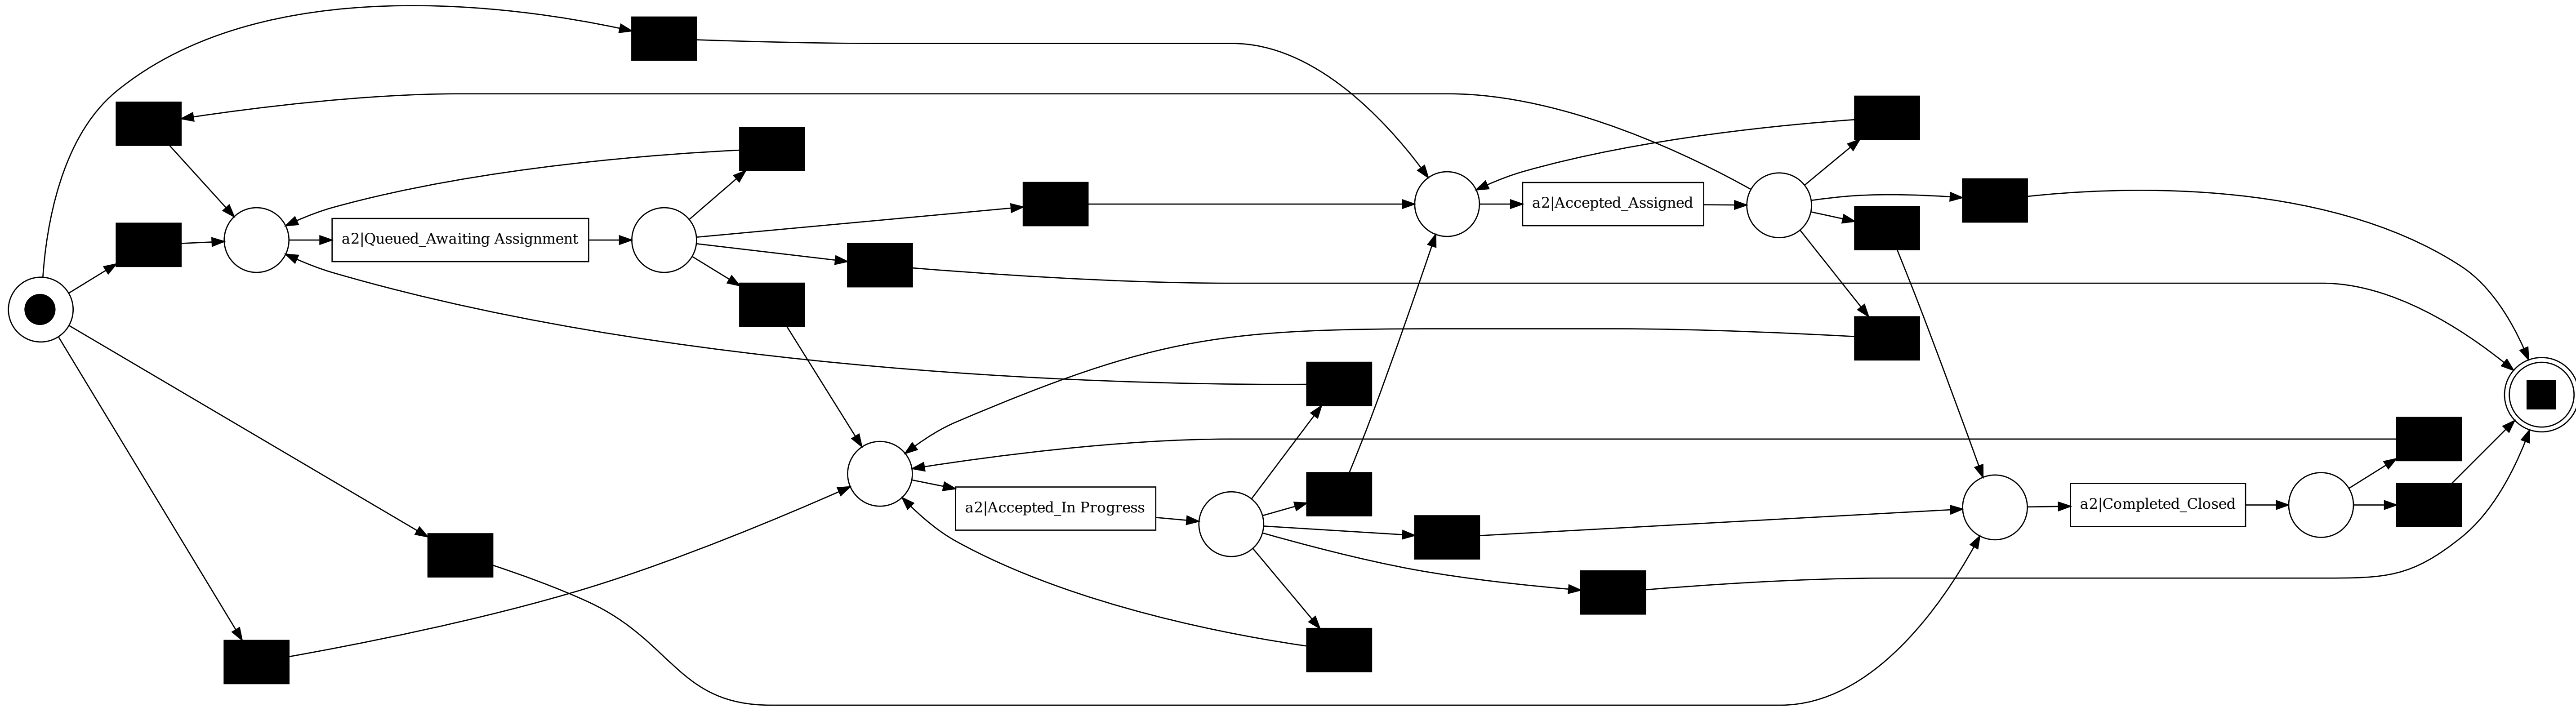 a2|Accepted_Assigned
a2|Queued_Awaiting Assignment
a2|Completed_Closed
a2|Accepted_In Progress